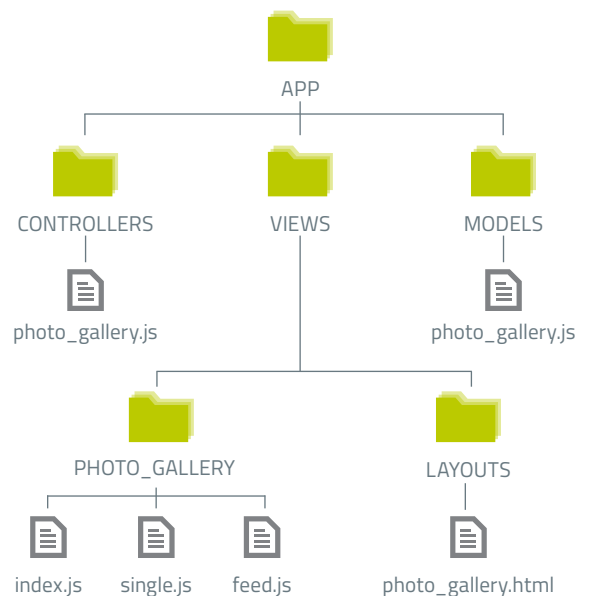 APP
CONTROLLERS
VIEWS
MODELS
photo_gallery.js
photo_gallery.js
PHOTO_GALLERY
LAYOUTS
index.js
single.js
feed.js
photo_gallery.html